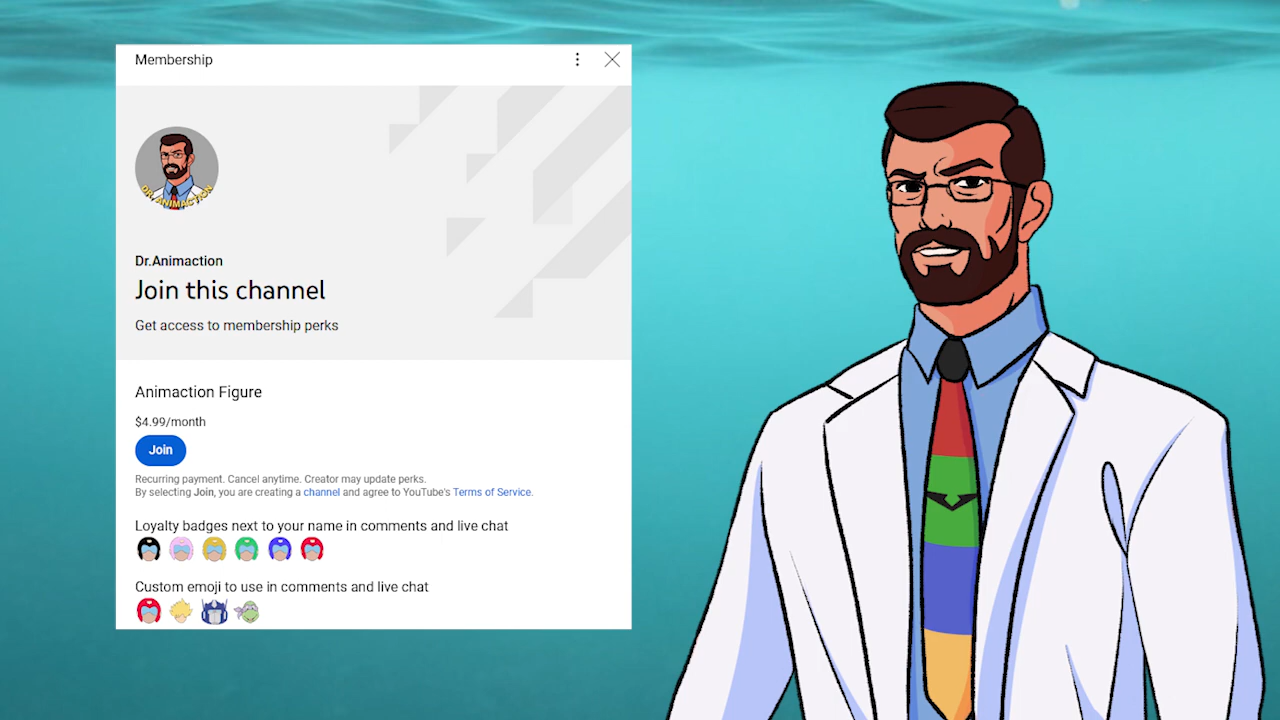 Membership
DR. ANIMACTION
Dr.Animaction
Join this channel
Get access to membership perks
Animaction Figure
$4.99/month
Join
Recurring payment. Cancel anytime. Creator may update perks.
By selecting Join, you are creating a channel and agree to YouTube's Terms of Service.
Loyalty badges next to your name in comments and live chat
Custom emoji to use in comments and live chat